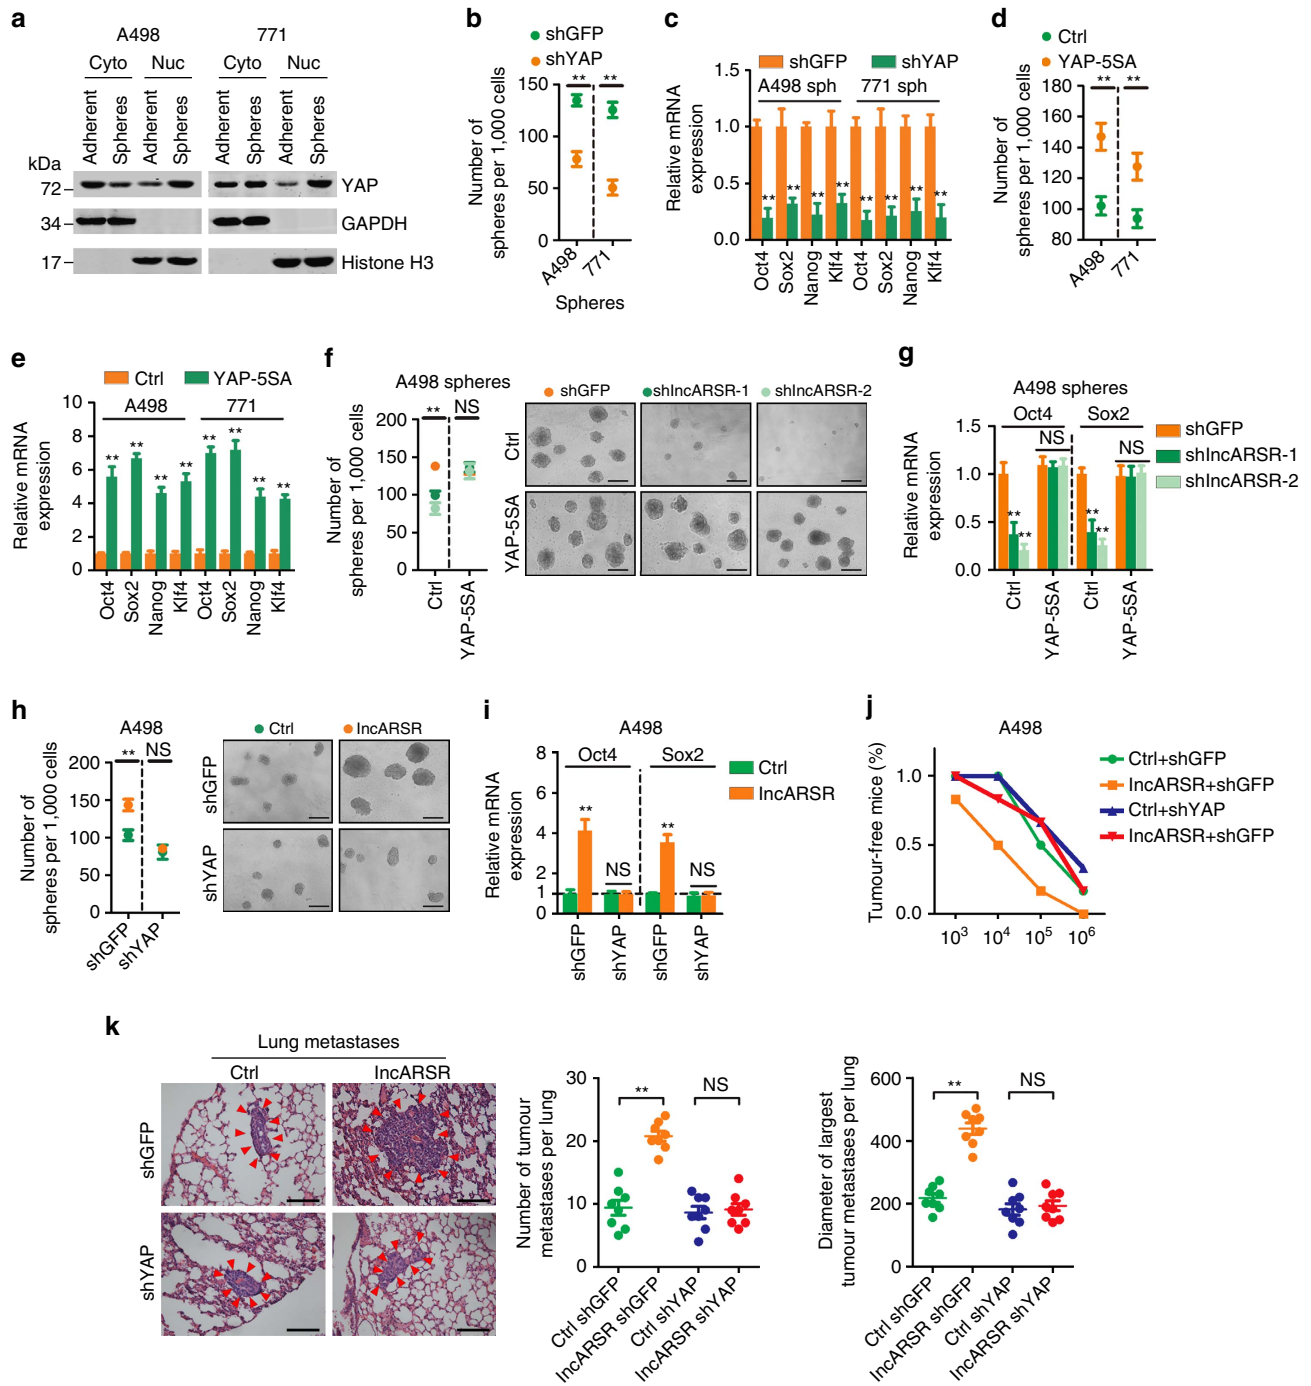 a
A498
771
Cyto
Nuc
Cyto
Nuc
Adherent
Spheres
Adherent
Spheres
Adherent
Spheres
Adherent
Spheres
kDa
72
YAP
34
GAPDH
17
Histone H3
b
shGFP
shYAP
Number of
spheres per 1,000 cells
150
100
50
0
**
**
A498
771
Spheres
c
shGFP
shYAP
A498 sph
771 sph
Relative mRNA
expression
1.5
1.0
0.5
0.0
**
**
**
**
**
**
**
**
Oct4
Sox2
Nanog
Klf4
Oct4
Sox2
Nanog
Klf4
d
Ctrl
YAP-5SA
Number of
spheres per 1,000 cells
180
160
140
120
100
80
**
**
A498
771
e
Ctrl
YAP-5SA
A498
771
Relative mRNA
expression
10
8
6
4
2
0
**
**
**
**
**
**
**
**
Oct4
Sox2
Nanog
Klf4
Oct4
Sox2
Nanog
Klf4
f
A498 spheres
Number of
spheres per 1,000 cells
200
150
100
50
0
**
NS
Ctrl
YAP-5SA
shGFP
shlncARSR-1
shlncARSR-2
Ctrl
YAP-5SA
g
A498 spheres
Oct4
Sox2
Relative mRNA
expression
1.5
1.0
0.5
0.0
**
**
NS
**
**
NS
Ctrl
YAP-5SA
Ctrl
YAP-5SA
shGFP
shlncARSR-1
shlncARSR-2
h
A498
Number of
spheres per 1,000 cells
200
150
100
50
0
**
NS
shGFP
shYAP
Ctrl
lncARSR
shGFP
shYAP
i
A498
Oct4
Sox2
Relative mRNA
expression
8
6
4
2
1
0
**
NS
**
NS
shGFP
shYAP
shGFP
shYAP
Ctrl
lncARSR
j
A498
Tumour-free mice (%)
1.0
0.5
0.0
10³
10⁴
10⁵
10⁶
Ctrl+shGFP
lncARSR+shGFP
Ctrl+shYAP
lncARSR+shGFP
k
Lung metastases
Ctrl
lncARSR
shGFP
shYAP
Number of tumour
metastases per lung
30
20
10
0
**
NS
Ctrl shGFP
lncARSR shGFP
Ctrl shYAP
lncARSR shYAP
Diameter of largest
tumour metastases per lung
600
400
200
0
**
NS
Ctrl shGFP
lncARSR shGFP
Ctrl shYAP
lncARSR shYAP